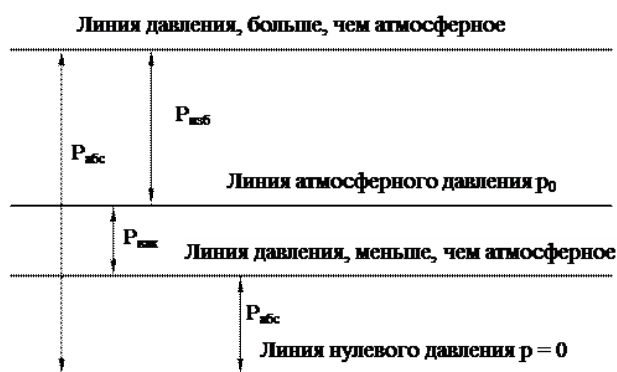 Линия давления, больше, чем атмосферное
Pизб
Pабс
Линия атмосферного давления p₀
Pвак
Линия давления, меньше, чем атмосферное
Pабс
Линия нулевого давления p = 0